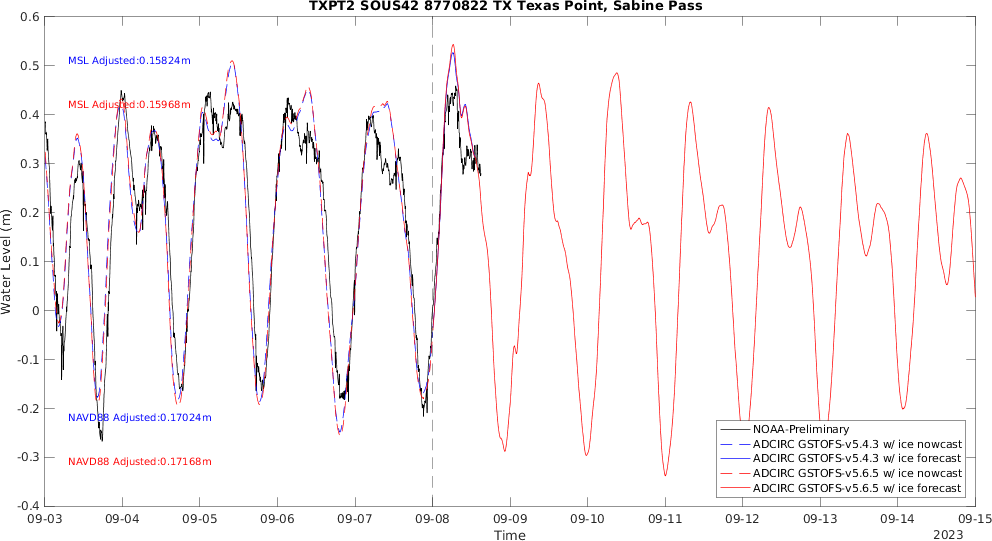 TXPT2 SOUS42 8770822 TX Texas Point, Sabine Pass
0.6
0.5
0.4
0.3
0.2
0.1
0
-0.1
-0.2
-0.3
-0.4
Water Level (m)
MSL Adjusted:0.15824m
MSL Adjusted:0.15968m
NAVD88 Adjusted:0.17024m
NAVD88 Adjusted:0.17168m
NOAA-Preliminary
ADCIRC GSTOFS-v5.4.3 w/ ice nowcast
ADCIRC GSTOFS-v5.4.3 w/ ice forecast
ADCIRC GSTOFS-v5.6.5 w/ ice nowcast
ADCIRC GSTOFS-v5.6.5 w/ ice forecast
09-03 09-04 09-05 09-06 09-07 09-08 09-09 09-10 09-11 09-12 09-13 09-14 09-15
Time
2023